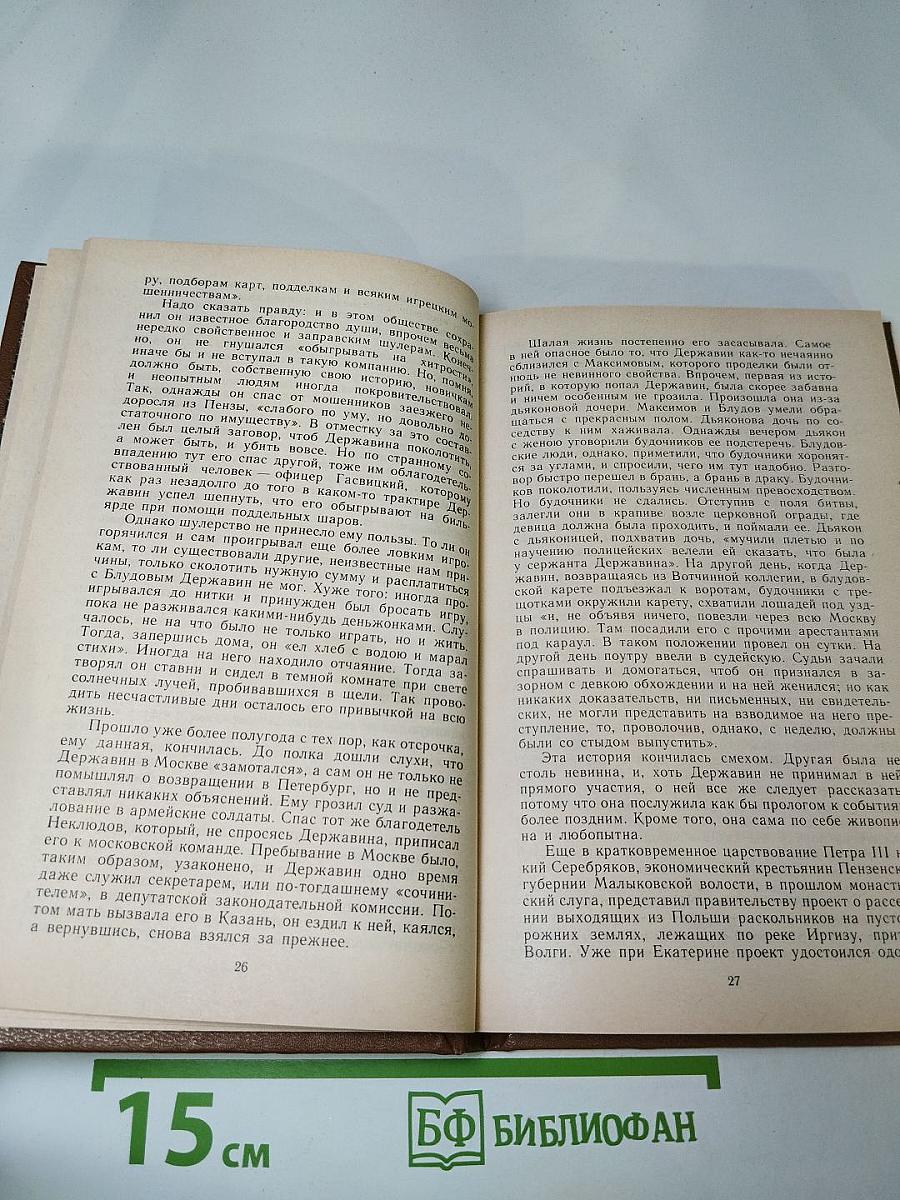 ру, подборам карт, подделкам и всяким игрецким мо-
шенничествам».
Надо сказать правду: и в этом обществе сохра-
нил он известное благородство души, впрочем весьма
нередко свойственное и заправским шулерам. Конеч-
но, он не гнушался «обыгрывать на хитрости»,
иначе бы и не вступал в такую компанию. Но, помня,
должно быть, собственную свою историю, новичкам
и неопытным людям иногда покровительствовал.
Так, однажды он спас от мошенников заезжего не-
доросля из Пензы, «слабого по уму, но довольно до-
статочного по имуществу». В отместку за это состав-
лен был целый заговор, чтоб Державина поколотить,
а может быть, и убить вовсе. Но по странному со-
впадению тут его спас другой, тоже им облагодетель-
ствованный человек — офицер Гасвицкий, которому
как раз незадолго до того в каком-то трактире Дер-
жавин успел шепнуть, что его обыгрывают на биль-
ярде при помощи поддельных шаров.
Однако шулерство не принесло ему пользы. То ли он
горячился и сам проигрывал еще более ловким игро-
кам, то ли существовали другие, неизвестные нам при-
чины, только сколотить нужную сумму и расплатиться
с Блудовым Державин не мог. Хуже того: иногда про-
игрывался до нитки и принужден был бросать игру,
пока не разживался какими-нибудь деньжонками. Слу-
чалось, не на что было не только играть, но и жить.
Тогда, запершись дома, он «ел хлеб с водою и марал
стихи». Иногда на него находило отчаяние. Тогда за-
творял он ставни и сидел в темной комнате при свете
солнечных лучей, пробивавшихся в щели. Так прово-
дить несчастливые дни осталось его привычкой на всю
жизнь.
Прошло уже более полугода с тех пор, как отсрочка,
ему данная, кончилась. До полка дошли слухи, что
Державин в Москве «замотался», а сам он не только не
помышлял о возвращении в Петербург, но и не пред-
ставлял никаких объяснений. Ему грозил суд и разжа-
лование в армейские солдаты. Спас тот же благодетель
Неклюдов, который, не спросясь Державина, приписал
его к московской команде. Пребывание в Москве было,
таким образом, узаконено, и Державин одно время
даже служил секретарем, или по-тогдашнему «сочини-
телем», в депутатской законодательной комиссии. По-
том мать вызвала его в Казань, он ездил к ней, каялся,
а вернувшись, снова взялся за прежнее.
26
Шалая жизнь постепенно его засасывала. Самое
в ней опасное было то, что Державин как-то нечаянно
сблизился с Максимовым, которого проделки были от-
нюдь не невинного свойства. Впрочем, первая из исто-
рий, в которую попал Державин, была скорее забавна
и ничем особенным не грозила. Произошла она из-за
дьяконовой дочери. Максимов и Блудов умели обра-
щаться с прекрасным полом. Дьяконова дочь по со-
седству к ним хаживала. Однажды вечером дьякон
с женою уговорили будочников ее подстеречь. Блудов-
ские люди, однако, приметили, что будочники хоронят-
ся за углами, и спросили, чего им тут надобно. Разго-
вор быстро перешел в брань, а брань в драку. Будочни-
ков поколотили, пользуясь численным превосходством.
Но будочники не сдались. Отступив с поля битвы,
залегли они в крапиве возле церковной ограды, где
девица должна была проходить, и поймали ее. Дьякон
с дьяконицей, подхватив дочь, «мучили плетью и по
научению полицейских велели ей сказать, что была
у сержанта Державина». На другой день, когда Дер-
жавин, возвращаясь из Вотчинной коллегии, в блудов-
ской карете подъезжал к воротам, будочники с тре-
щотками окружили карету, схватили лошадей под узд-
цы «и, не объявя ничего, повезли через всю Москву
в полицию. Там посадили его с прочими арестантами
под караул. В таком положении провел он сутки. На
другой день поутру ввели в судейскую. Судьи зачали
спрашивать и домогаться, чтоб он признался в за-
зорном с девкою обхождении и на ней женился; но как
никаких доказательств, ни письменных, ни свидетель-
ских, не могли представить на взводимое на него пре-
ступление, то, проволочив, однако, с неделю, должны
были со стыдом выпустить».
Эта история кончилась смехом. Другая была не
столь невинна, и, хоть Державин не принимал в ней
прямого участия, о ней все же следует рассказать
потому что она послужила как бы прологом к события
более поздним. Кроме того, она сама по себе живопис
на и любопытна.
Еще в кратковременное царствование Петра III н
кий Серебряков, экономический крестьянин Пензенск
губернии Малыковской волости, в прошлом монаст
ский слуга, представил правительству проект о рассе
нии выходящих из Польши раскольников на пусто
рожних землях, лежащих по реке Иргизу, прит
Волги. Уже при Екатерине проект удостоился одо
27
15 см
БФ БИБЛИОФАН